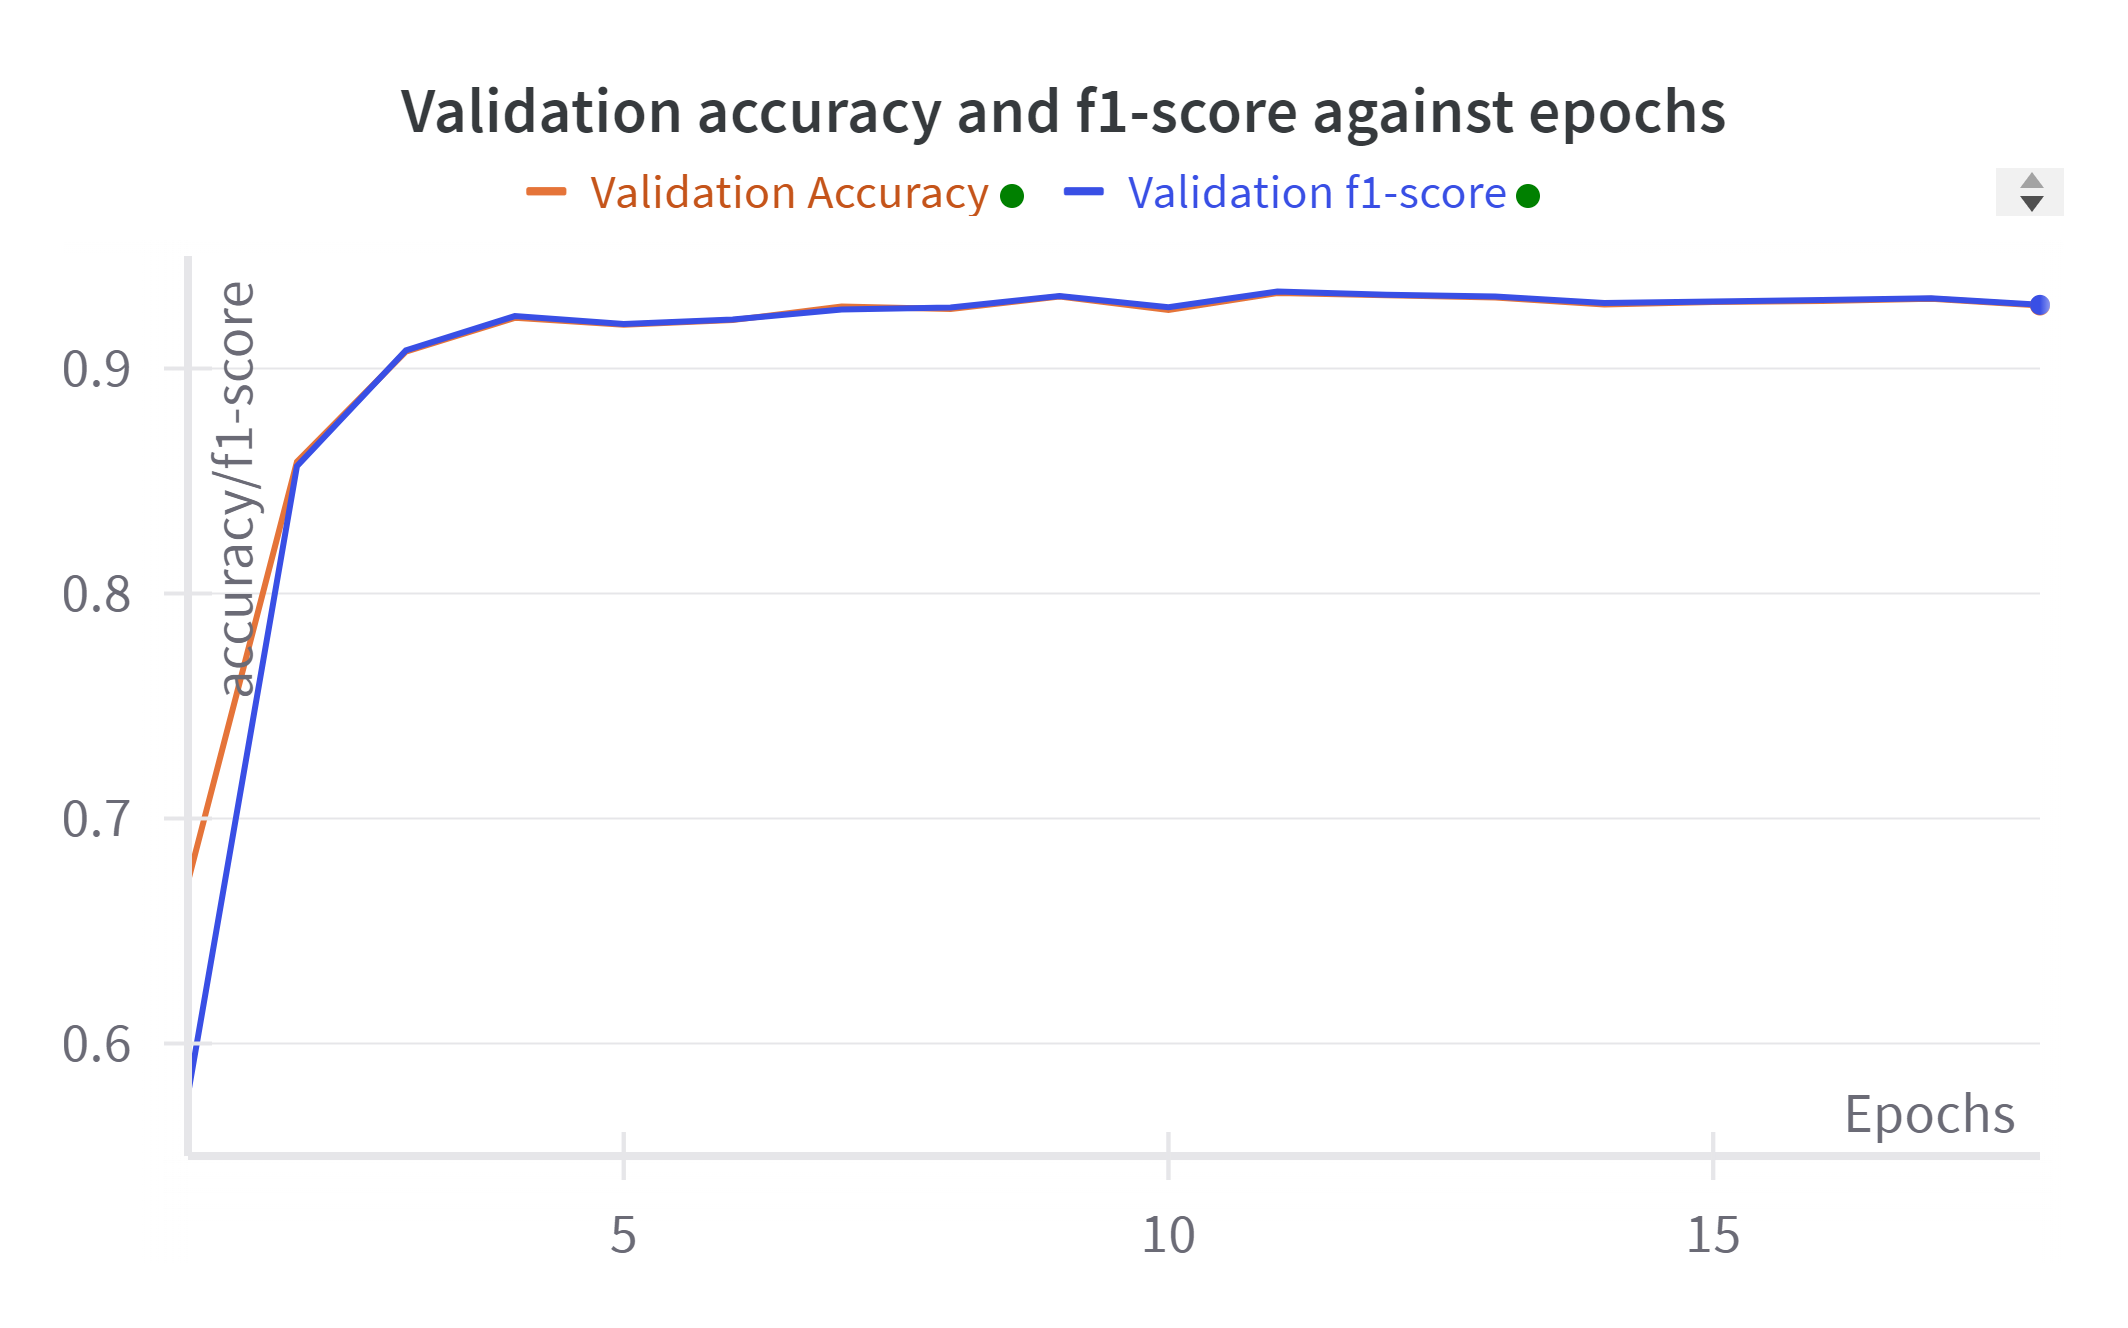 Validation accuracy and f1-score against epochs
Validation Accuracy
Validation f1-score
accuracy/f1-score
0.9
0.8
0.7
0.6
Epochs
5
10
15